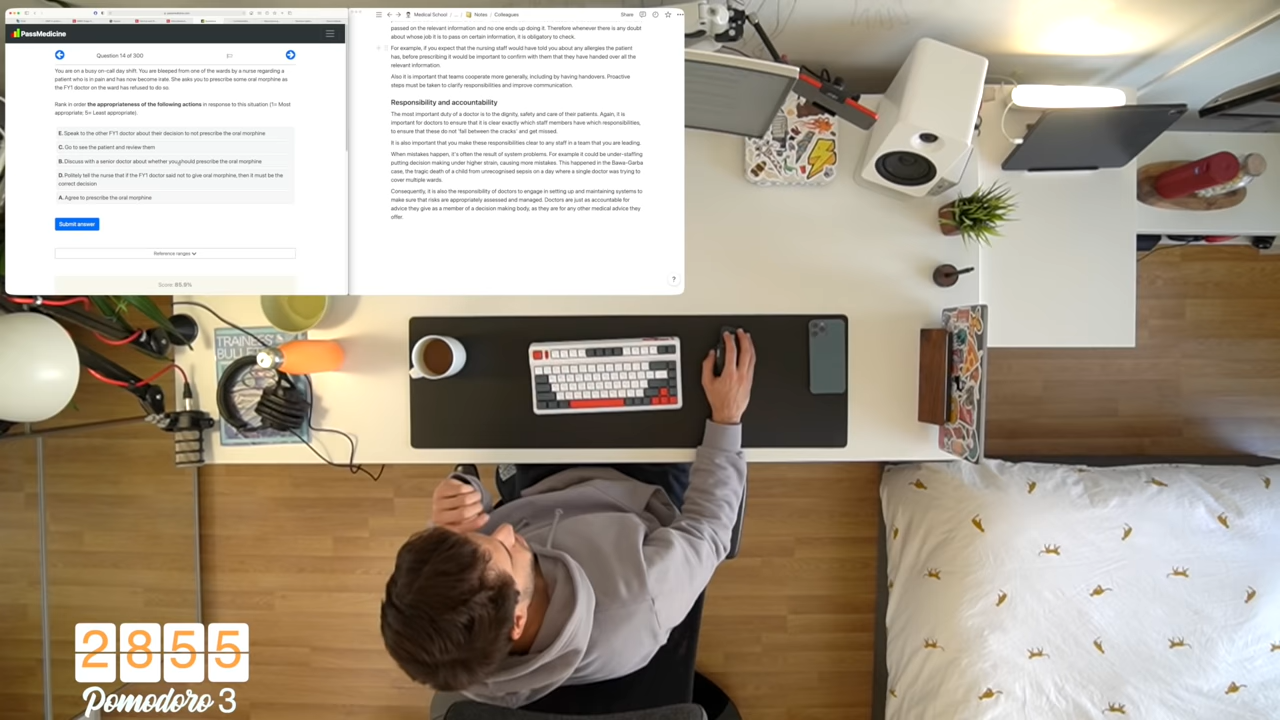 PassMedicine
Question 14 of 300
You are on a busy on-call day shift. You are bleeped from one of the wards by a nurse regarding a
patient who is in pain and has now become irate. She asks you to prescribe some oral morphine as
the FY1 doctor on the ward has refused to do so.
Rank in order the appropriateness of the following actions in response to this situation (1= Most
appropriate; 5= Least appropriate).
E. Speak to the other FY1 doctor about their decision to not prescribe the oral morphine
C. Go to see the patient and review them
B. Discuss with a senior doctor about whether you should prescribe the oral morphine
D. Politely tell the nurse that if the FY1 doctor said not to give oral morphine, then it must be the
correct decision
A. Agree to prescribe the oral morphine
Submit answer
Reference ranges
Score: 85.8%
Medical School / ... / Notes / Colleagues
Share
passed on the relevant information and no one ends up doing it. Therefore whenever there is any doubt
about whose job it is to pass on certain information, it is obligatory to check.
For example, if you expect that the nursing staff would have told you about any allergies the patient
has, before prescribing it would be important to confirm with them that they have handed over all the
relevant information.
Also it is important that teams cooperate more generally, including by having handovers. Proactive
steps must be taken to clarify responsibilities and improve communication.
Responsibility and accountability
The most important duty of a doctor is to the dignity, safety and care of their patients. Again, it is
important for doctors to ensure that it is clear exactly which staff members have which responsibilities,
to ensure that these do not 'fall between the cracks' and get missed.
It is also important that you make these responsibilities clear to any staff in a team that you are leading.
When mistakes happen, it's often the result of system problems. For example it could be under-staffing
putting decision making under higher strain, causing more mistakes. This happened in the Bawa-Garba
case, the tragic death of a child from unrecognised sepsis on a day where a single doctor was trying to
cover multiple wards.
Consequently, it is also the responsibility of doctors to engage in setting up and maintaining systems to
make sure that risks are appropriately assessed and managed. Doctors are just as accountable for
advice they give as a member of a decision making body, as they are for any other medical advice they
offer.
?
TRAINEES'
BULLET
2855
Pomodoro 3